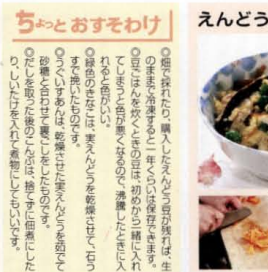 ちょっとおすそわけ
◎畑で採れたり、購入したえんどう豆が残れば、生
のままで冷凍すると一年くらいは保存できます。
◎豆ごはんを炊くときの豆は、初めから一緒に入れ
てしまうと色が悪くなるので、沸騰したときに入
れると色がいい。
◎緑色のきなこは、実えんどうを乾燥させて、石う
すで挽いたものです。
◎うぐいすあんは、乾燥させた実えんどうを茹でて
砂糖と合わせて裏ごしをしたものです。
◎だしを取った後のこんぶは、捨てずに佃煮にした
り、しいたけを入れて煮物にしてもいいです。
えんどう